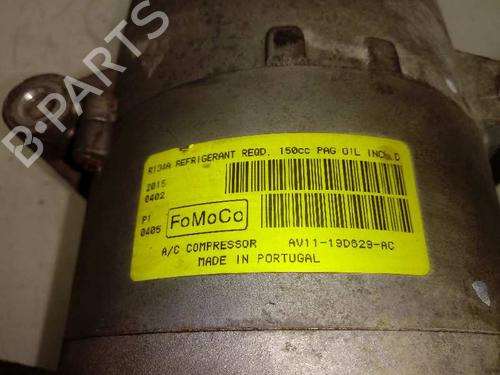 B-PARTS
R134A REFRIGERANT REQD. 150cc PAG OIL INCL D
2015
0402
P1
0405
FoMoCo
A/C COMPRESSOR AV11-19D629-AC
MADE IN PORTUGAL